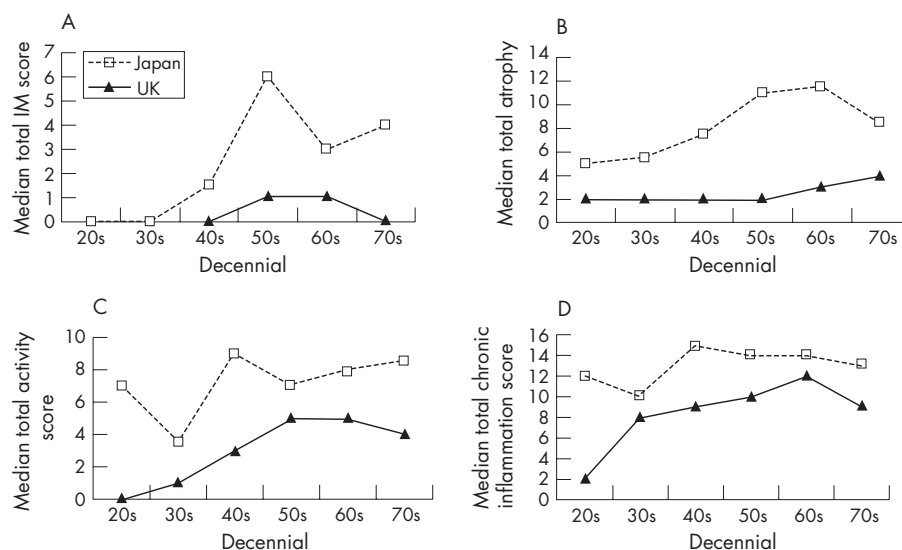 A
Median total IM score
7
6
5
4
3
2
1
0
Japan
UK
20s 30s 40s 50s 60s 70s
Decennial
B
Median total atrophy
14
12
10
8
6
4
2
0
20s 30s 40s 50s 60s 70s
Decennial
C
Median total activity
score
10
8
6
4
2
0
20s 30s 40s 50s 60s 70s
Decennial
D
Median total chronic
inflammation score
16
14
12
10
8
6
4
2
0
20s 30s 40s 50s 60s 70s
Decennial